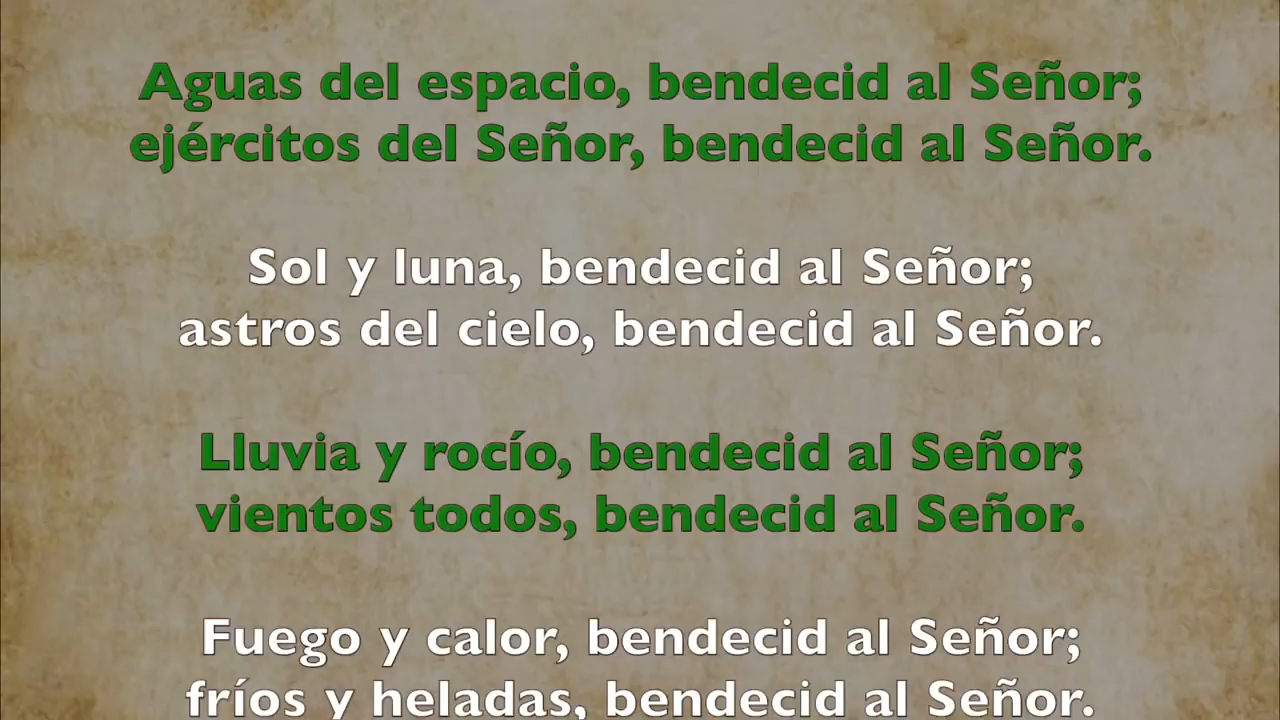 Aguas del espacio, bendecid al Señor;
ejércitos del Señor, bendecid al Señor.
Sol y luna, bendecid al Señor;
astros del cielo, bendecid al Señor.
Lluvia y rocío, bendecid al Señor;
vientos todos, bendecid al Señor.
Fuego y calor, bendecid al Señor;
fríos y heladas, bendecid al Señor.